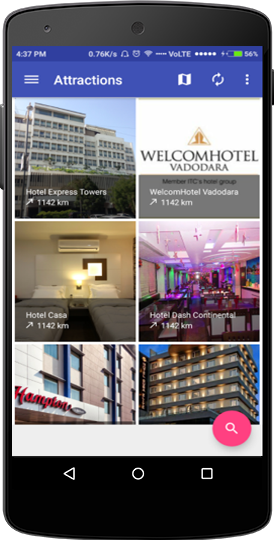 4:37 PM 0.76K/s VoLTE 56%
Attractions
WELCOMHOTEL
VADODARA
Member ITC's hotel group
Hotel Express Towers
1142 km
WelcomHotel Vadodara
1142 km
Hotel Casa
1142 km
Hotel Dash Continental
1142 km
Hampton